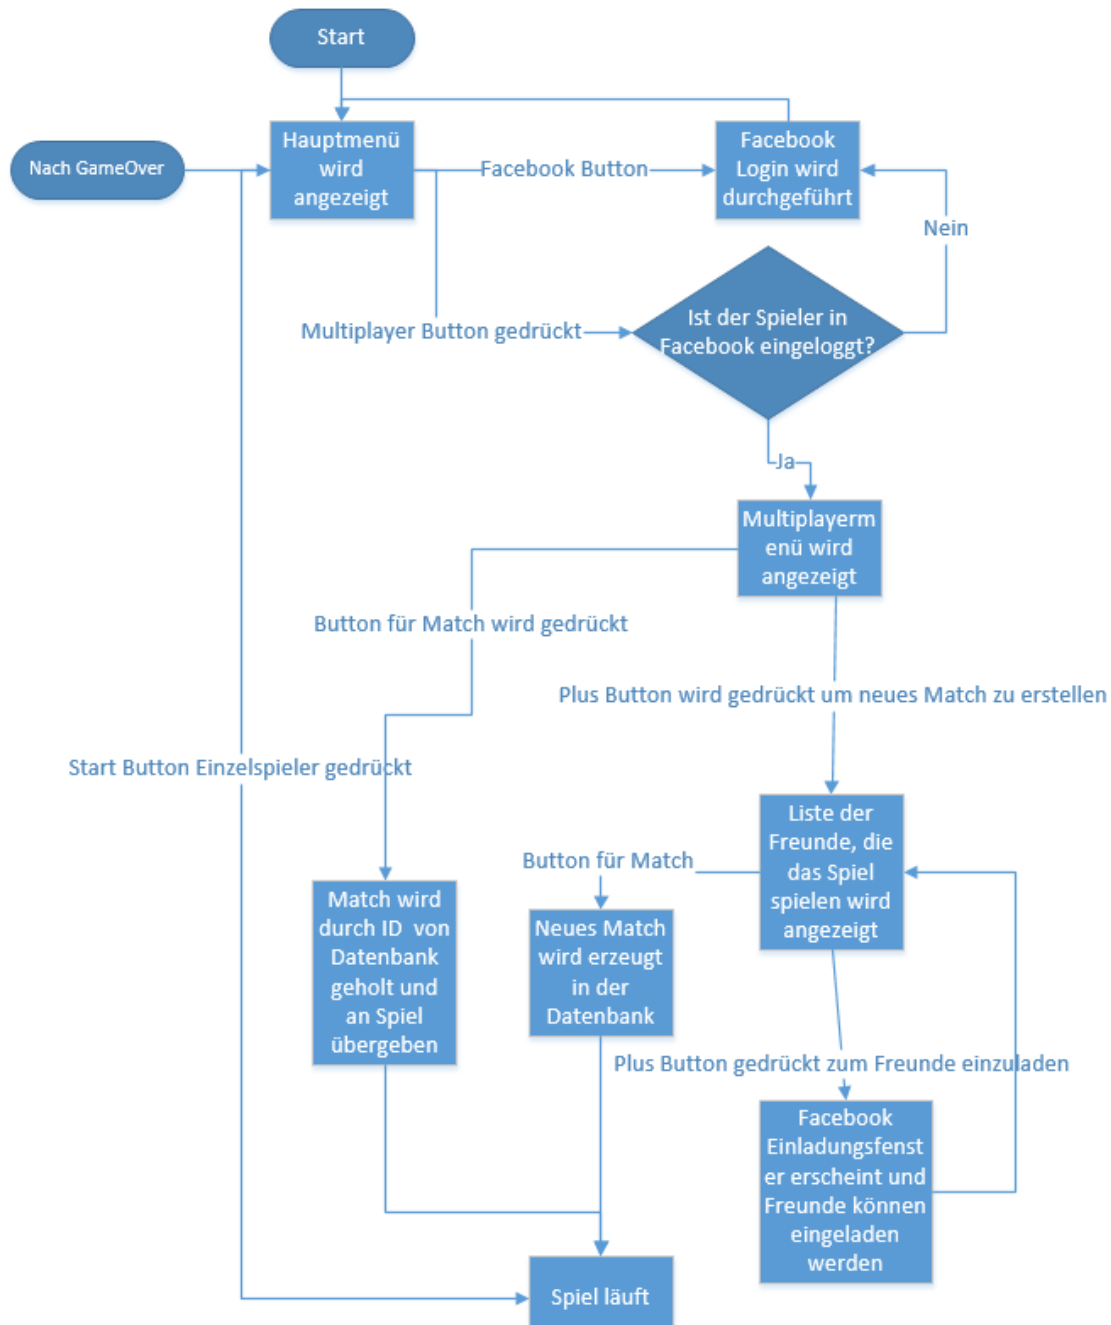 Start
Hauptmenü
wird
angezeigt
Facebook
Login wird
durchgeführt
Nach GameOver
Facebook Button
Nein
Multiplayer Button gedrückt
Ist der Spieler in
Facebook eingeloggt?
Ja
Multiplayerm
enü wird
angezeigt
Button für Match wird gedrückt
Plus Button wird gedrückt um neues Match zu erstellen
Start Button Einzelspieler gedrückt
Liste der
Freunde, die
das Spiel
spielen wird
angezeigt
Button für Match
Match wird
durch ID von
Datenbank
geholt und
an Spiel
übergeben
Neues Match
wird erzeugt
in der
Datenbank
Plus Button gedrückt zum Freunde einzuladen
Facebook
Einladungsfenst
er erscheint und
Freunde können
eingeladen
werden
Spiel läuft